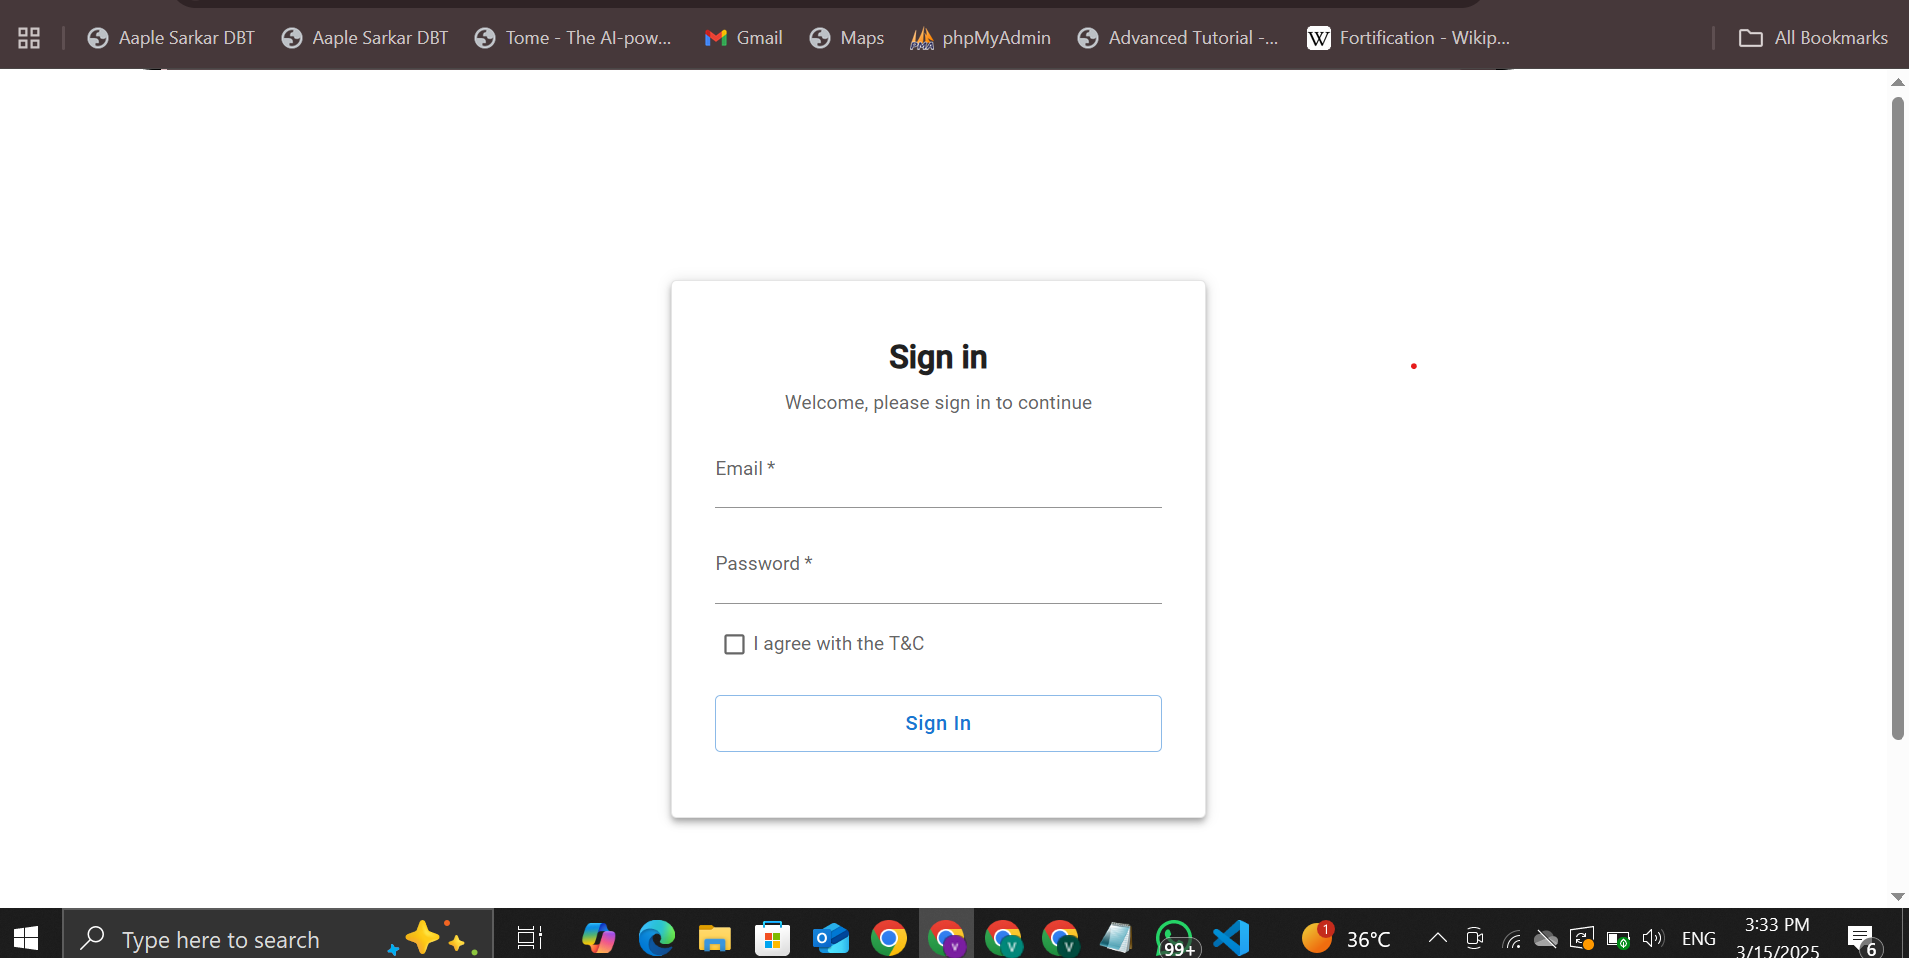 Aaple Sarkar DBT Aaple Sarkar DBT Tome - The AI-pow... Gmail Maps phpMyAdmin Advanced Tutorial -... W Fortification - Wikip... All Bookmarks
Sign in
Welcome, please sign in to continue
Email *
Password *
I agree with the T&C
Sign In
Type here to search 99+ 1 36°C ENG 3:33 PM
3/15/2025 6